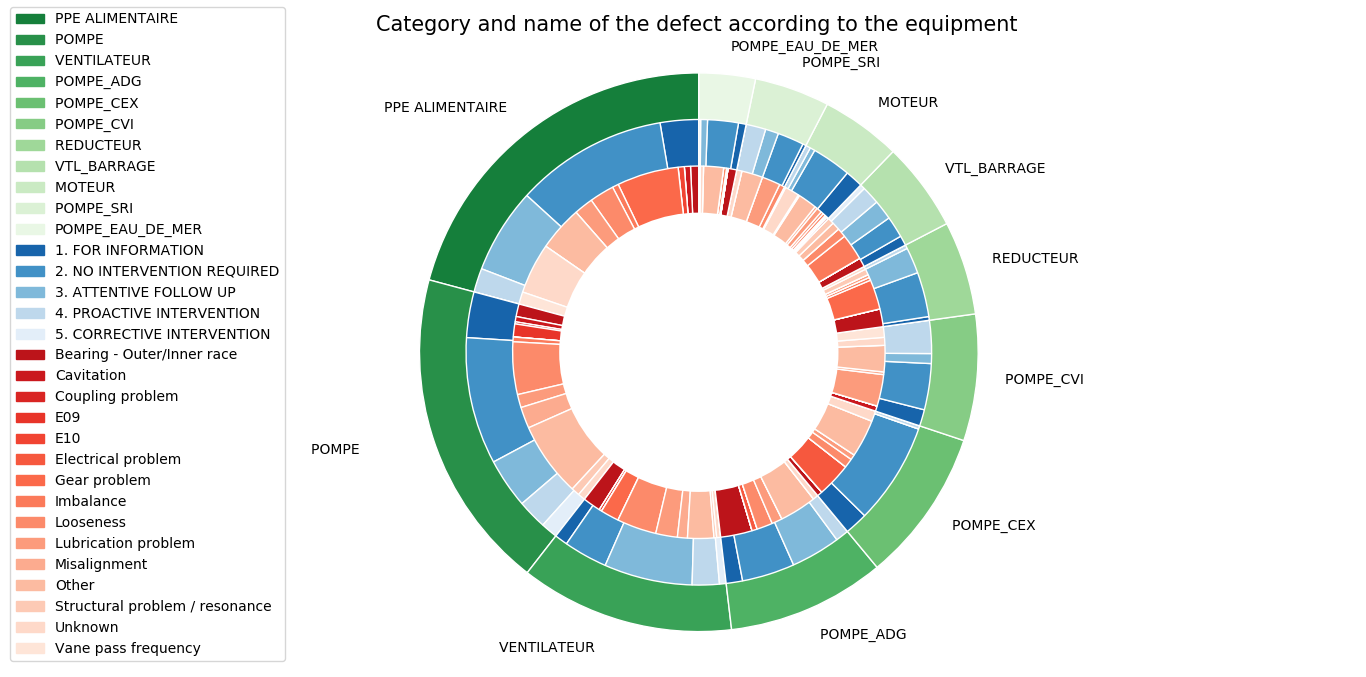 Category and name of the defect according to the equipment
PPE ALIMENTAIRE
POMPE
VENTILATEUR
POMPE_ADG
POMPE_CEX
POMPE_CVI
REDUCTEUR
VTL_BARRAGE
MOTEUR
POMPE_SRI
POMPE_EAU_DE_MER
1. FOR INFORMATION
2. NO INTERVENTION REQUIRED
3. ATTENTIVE FOLLOW UP
4. PROACTIVE INTERVENTION
5. CORRECTIVE INTERVENTION
Bearing - Outer/Inner race
Cavitation
Coupling problem
E09
E10
Electrical problem
Gear problem
Imbalance
Looseness
Lubrication problem
Misalignment
Other
Structural problem / resonance
Unknown
Vane pass frequency
POMPE_EAU_DE_MER
POMPE_SRI
MOTEUR
PPE ALIMENTAIRE
VTL_BARRAGE
REDUCTEUR
POMPE_CVI
POMPE
POMPE_CEX
POMPE_ADG
VENTILATEUR